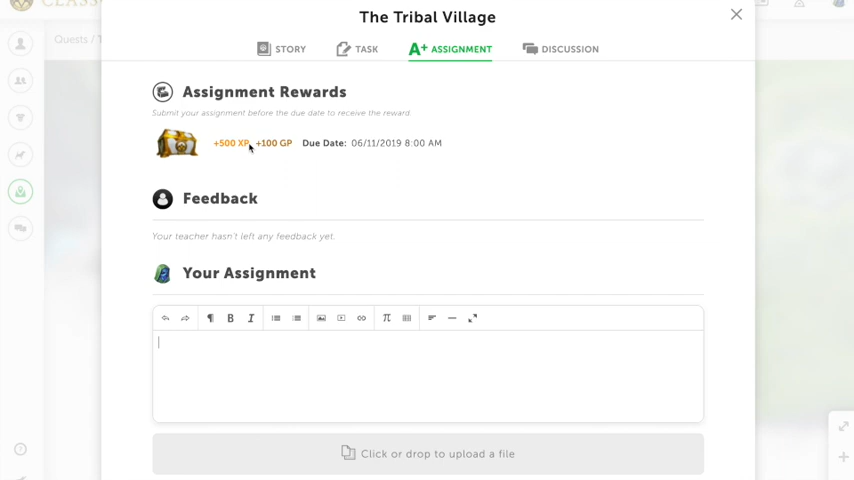 The Tribal Village
Quests / T
STORY TASK A+ ASSIGNMENT DISCUSSION
Assignment Rewards
Submit your assignment before the due date to receive the reward.
+500 XP +100 GP Due Date: 06/11/2019 8:00 AM
Feedback
Your teacher hasn't left any feedback yet.
Your Assignment
Click or drop to upload a file